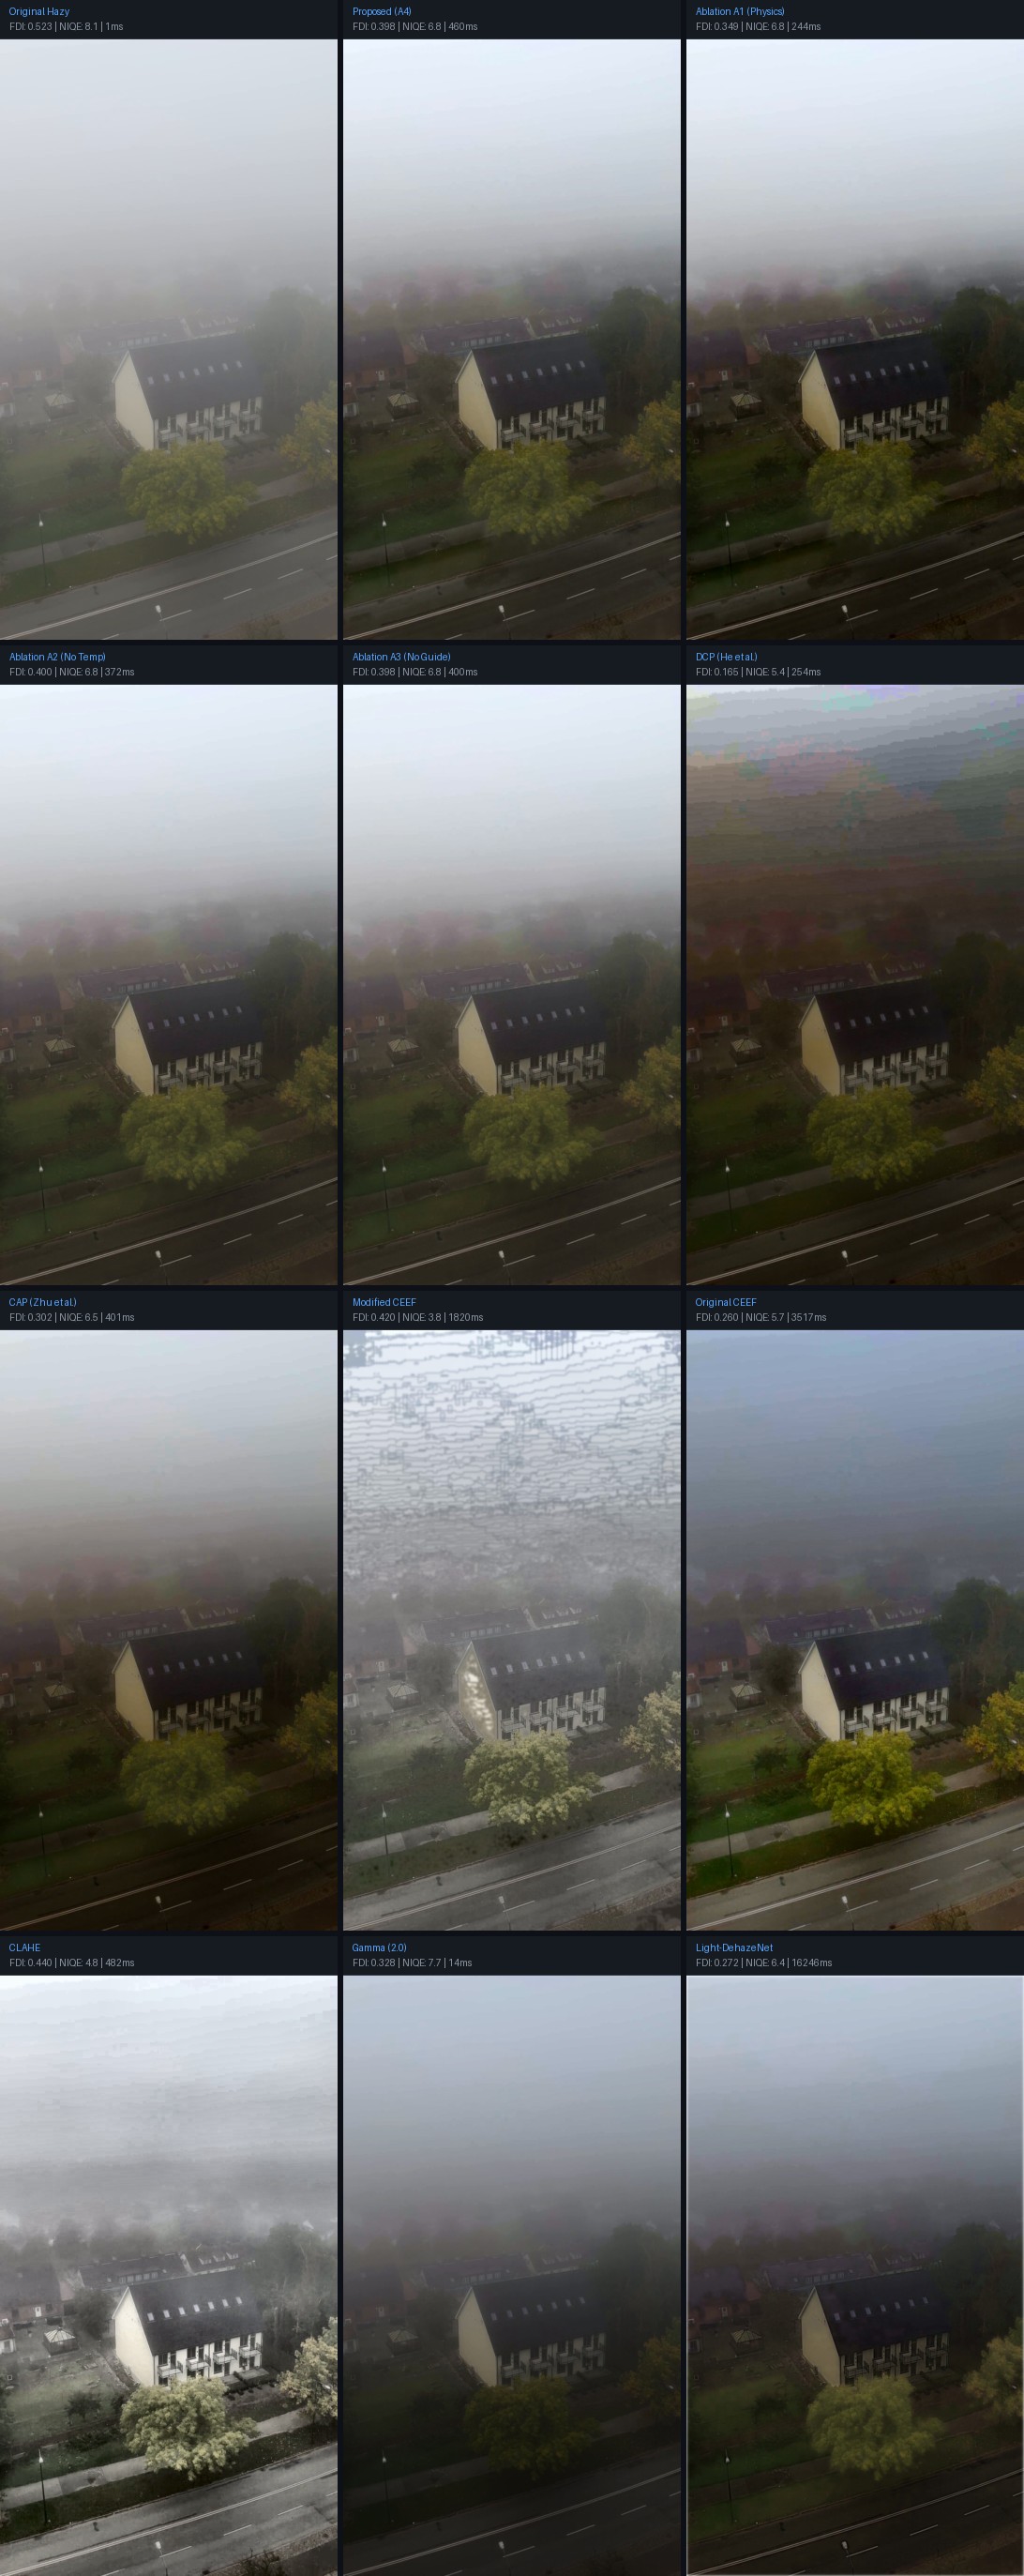 Original Hazy
FDI: 0.523 | NIQE: 8.1 | 1ms
Proposed (A4)
FDI: 0.398 | NIQE: 6.8 | 460ms
Ablation A1 (Physics)
FDI: 0.349 | NIQE: 6.8 | 244ms
Ablation A2 (No Temp)
FDI: 0.400 | NIQE: 6.8 | 372ms
Ablation A3 (No Guide)
FDI: 0.398 | NIQE: 6.8 | 400ms
DCP (He et al.)
FDI: 0.165 | NIQE: 5.4 | 254ms
CAP (Zhu et al.)
FDI: 0.302 | NIQE: 6.5 | 401ms
Modified CEEF
FDI: 0.420 | NIQE: 3.8 | 1820ms
Original CEEF
FDI: 0.260 | NIQE: 5.7 | 3517ms
CLAHE
FDI: 0.440 | NIQE: 4.8 | 482ms
Gamma (2.0)
FDI: 0.328 | NIQE: 7.7 | 14ms
Light-DehazeNet
FDI: 0.272 | NIQE: 6.4 | 16246ms